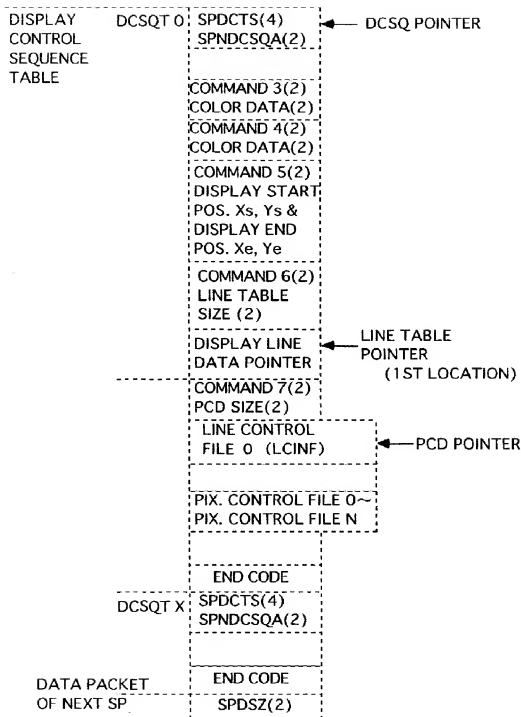 DISPLAY
CONTROL
SEQUENCE
TABLE
DCSQT 0
SPDCTS(4)
SPNDCSQA(2)
DCSQ POINTER
COMMAND 3(2)
COLOR DATA(2)
COMMAND 4(2)
COLOR DATA(2)
COMMAND 5(2)
DISPLAY START
POS. Xs, Ys &
DISPLAY END
POS. Xe, Ye
COMMAND 6(2)
LINE TABLE
SIZE (2)
DISPLAY LINE
DATA POINTER
LINE TABLE
POINTER
(1ST LOCATION)
COMMAND 7(2)
PCD SIZE(2)
LINE CONTROL
FILE 0 (LCINF)
PCD POINTER
PIX. CONTROL FILE 0~
PIX. CONTROL FILE N
END CODE
DCSQT X
SPDCTS(4)
SPNDCSQA(2)
END CODE
DATA PACKET
OF NEXT SP
SPDSZ(2)